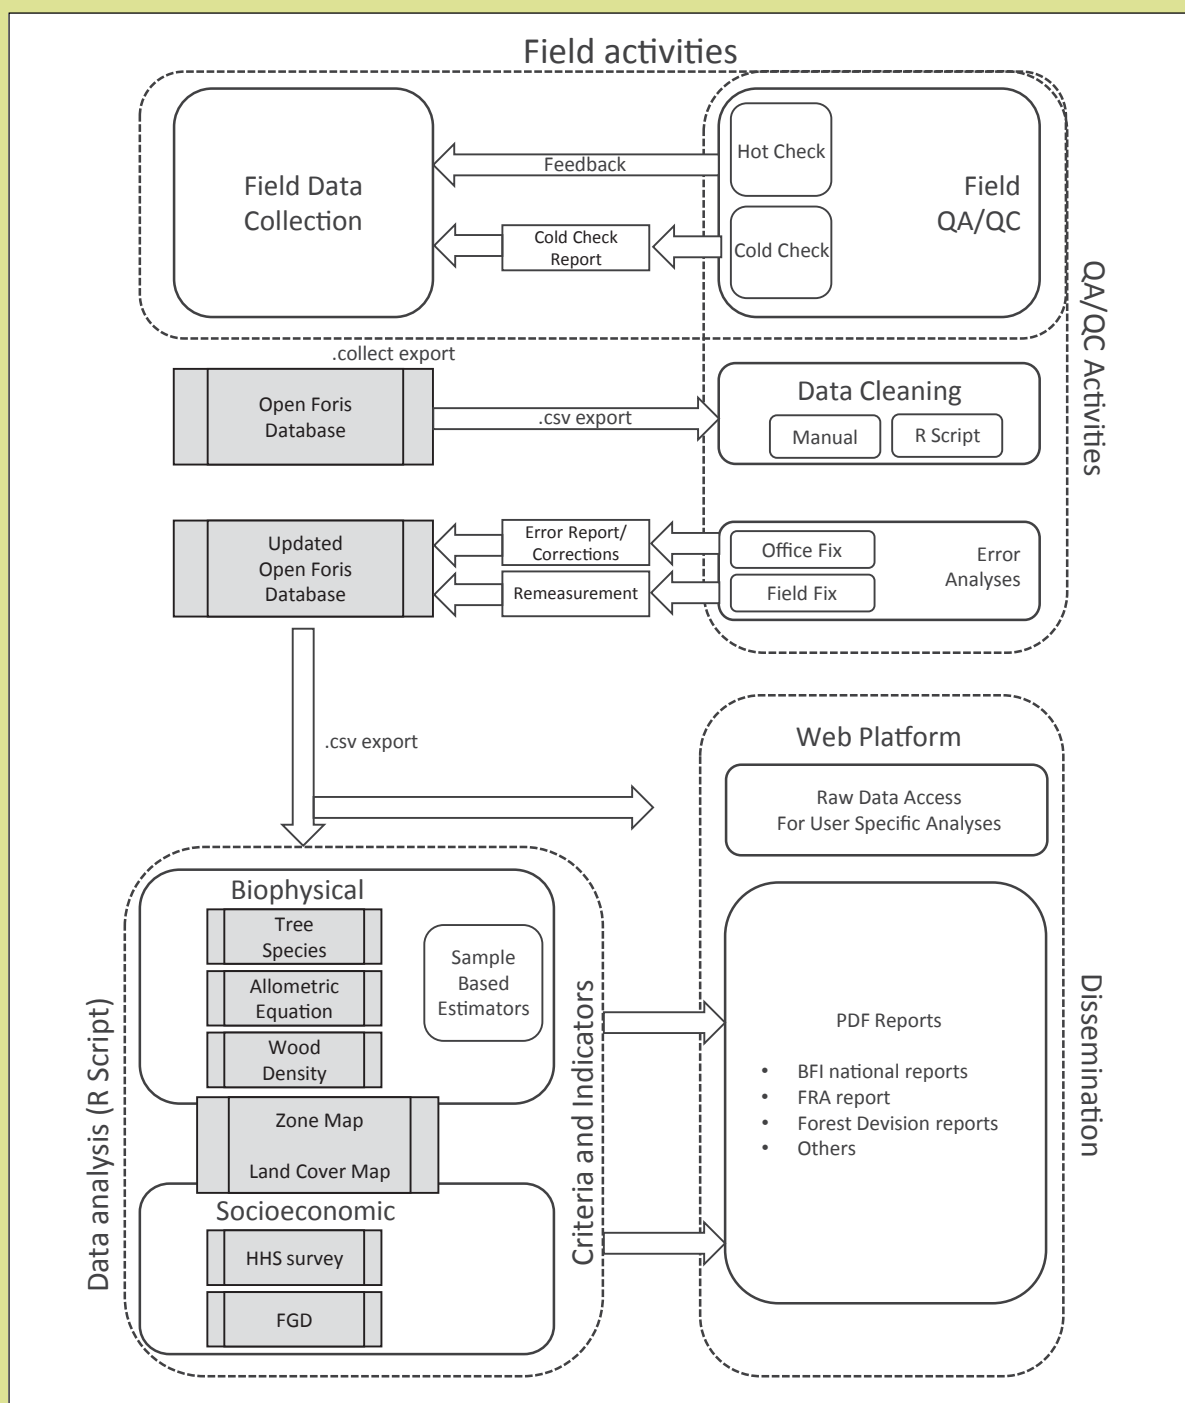 Field activities
Field Data
Collection
Feedback
Hot Check
Field
QA/QC
Cold Check
Report
Cold Check
QA/QC Activities
.collect export
Open Foris
Database
.csv export
Data Cleaning
Manual
R Script
Updated
Open Foris
Database
Error Report/
Corrections
Remeasurement
Office Fix
Field Fix
Error
Analyses
.csv export
Web Platform
Raw Data Access
For User Specific Analyses
Data analysis (R Script)
Biophysical
Tree
Species
Allometric
Equation
Wood
Density
Sample
Based
Estimators
Zone Map
Land Cover Map
Socioeconomic
HHS survey
FGD
Criteria and Indicators
PDF Reports
• BFI national reports
• FRA report
• Forest Devision reports
• Others
Dissemination